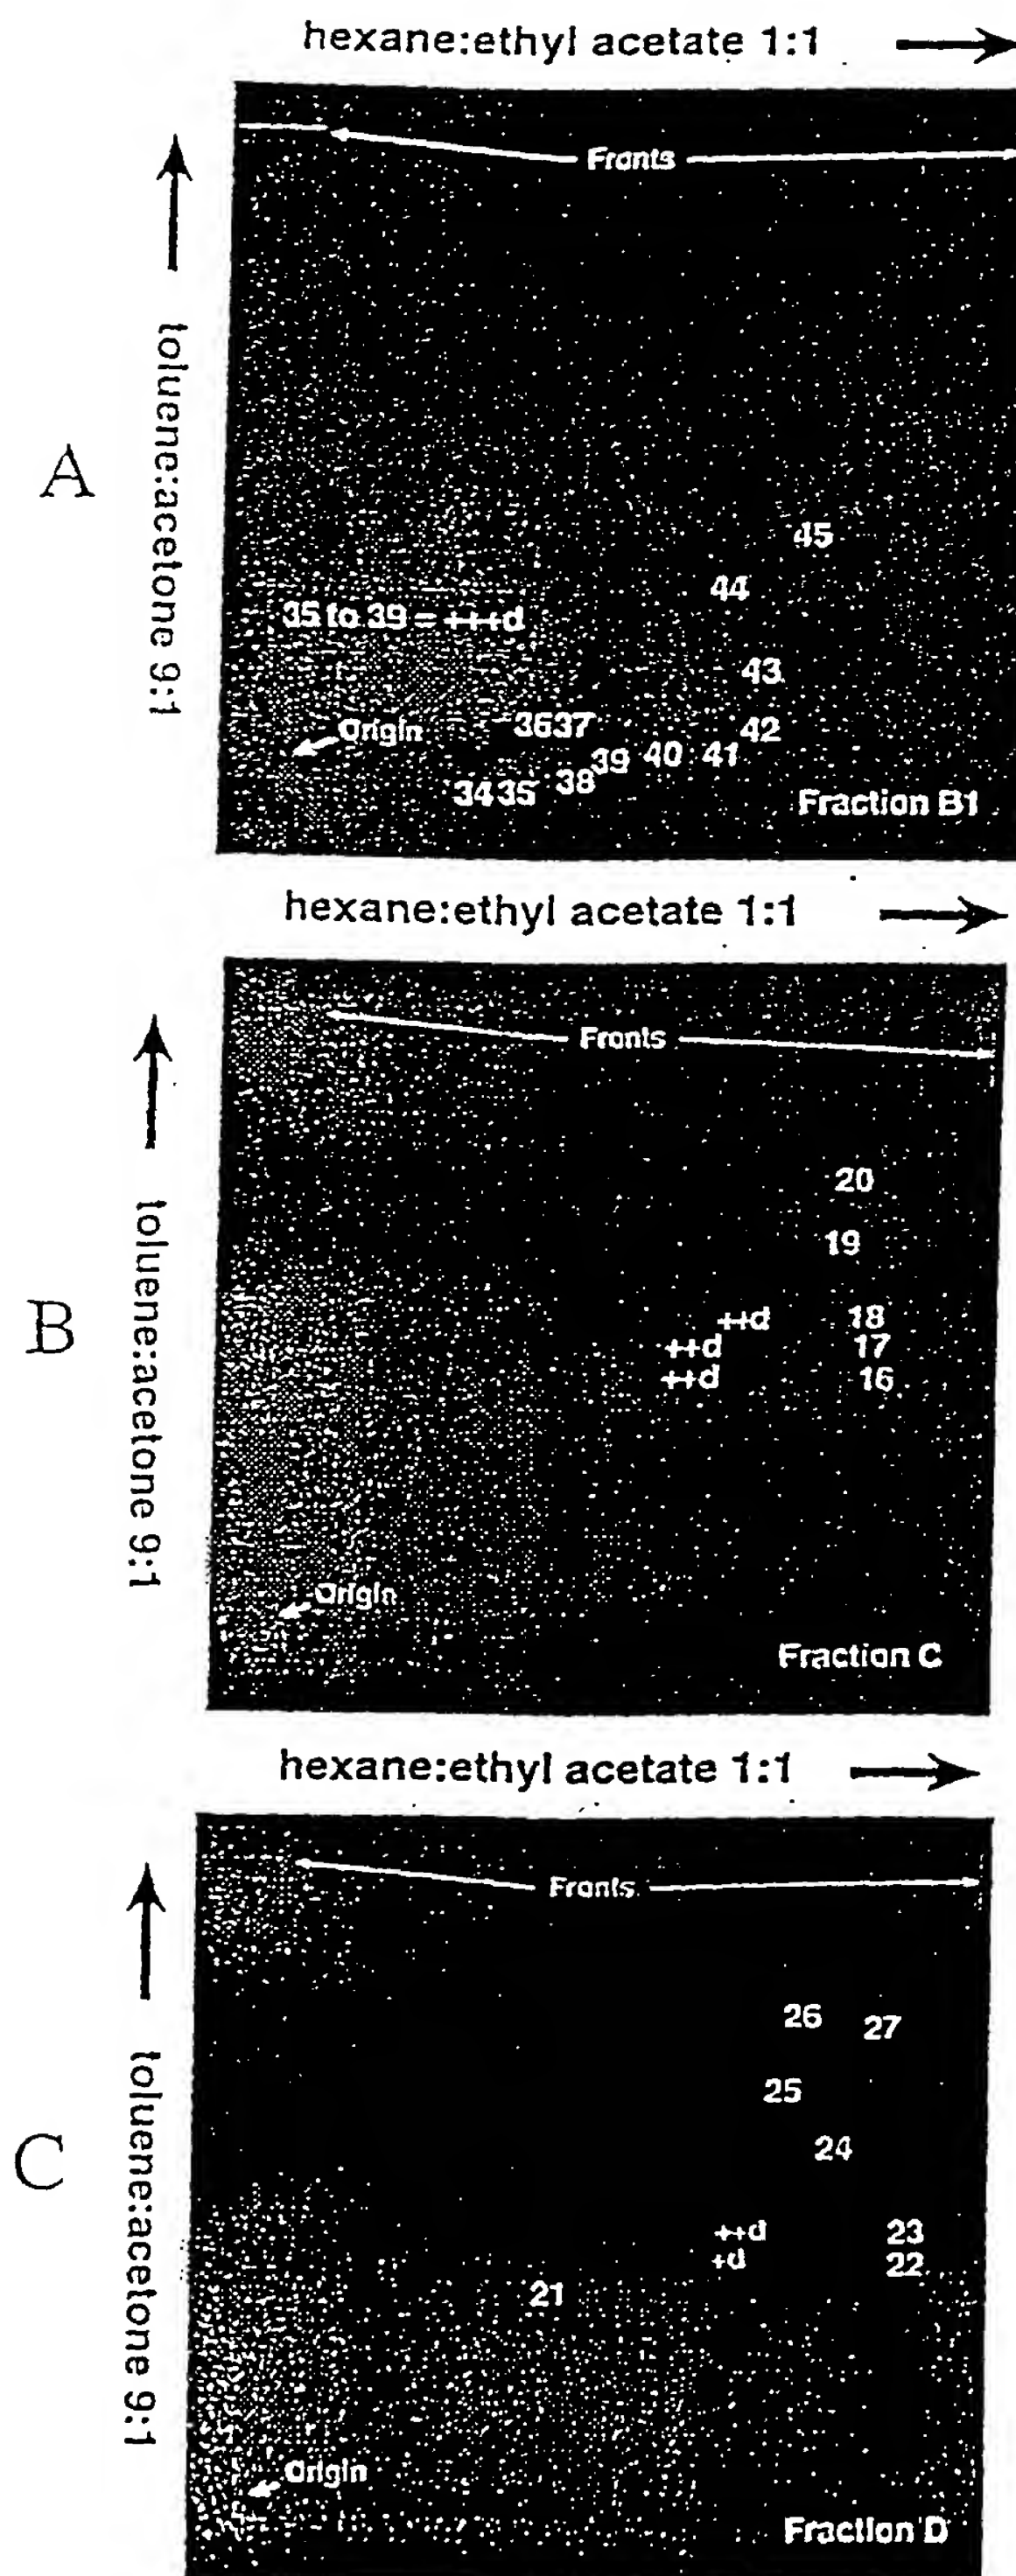 hexane:ethyl acetate 1:1
Fronts
A
toluene:acetone 9:1
45
44
35 to 39 = +++d
43
3637
42
Origin
39 40 41
38
3435
Fraction B1
hexane:ethyl acetate 1:1
Fronts
B
toluene:acetone 9:1
20
19
++d 18
++d 17
++d 16
Origin
Fraction C
hexane:ethyl acetate 1:1
Fronts
C
toluene:acetone 9:1
26 27
25
24
++d 23
+d 22
21
Origin
Fraction D